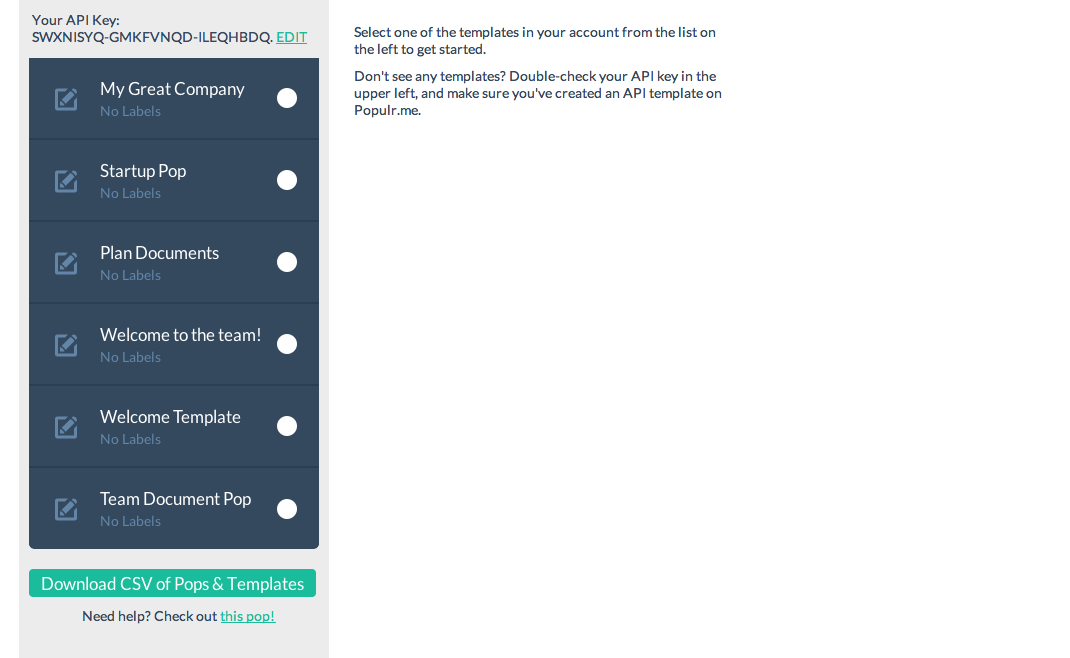 Your API Key:
SWXNISYQ-GMKFVNQD-ILEQHBDQ. EDIT
My Great Company
No Labels
Startup Pop
No Labels
Plan Documents
No Labels
Welcome to the team!
No Labels
Welcome Template
No Labels
Team Document Pop
No Labels
Download CSV of Pops & Templates
Need help? Check out this pop!
Select one of the templates in your account from the list on
the left to get started.
Don't see any templates? Double-check your API key in the
upper left, and make sure you've created an API template on
Populr.me.